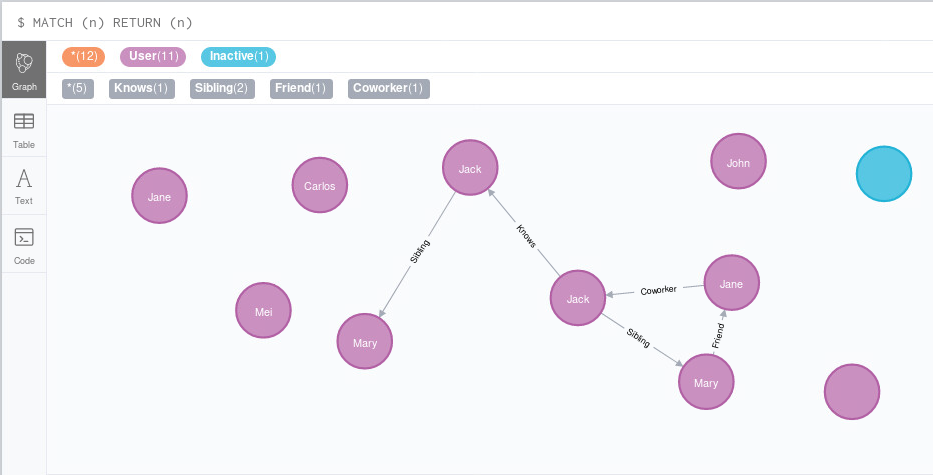 $ MATCH (n) RETURN (n)
*(12) User(11) Inactive(1)
*(5) Knows(1) Sibling(2) Friend(1) Coworker(1)
Graph
Table
Text
Code
Jane
Carlos
Jack
John
Sibling
Knows
Mei
Mary
Jack
Coworker
Jane
Sibling
Friend
Mary